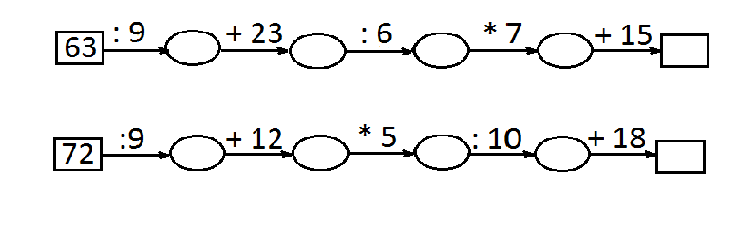 63 : 9 + 23 : 6 * 7 + 15
72 :9 + 12 * 5 : 10 + 18